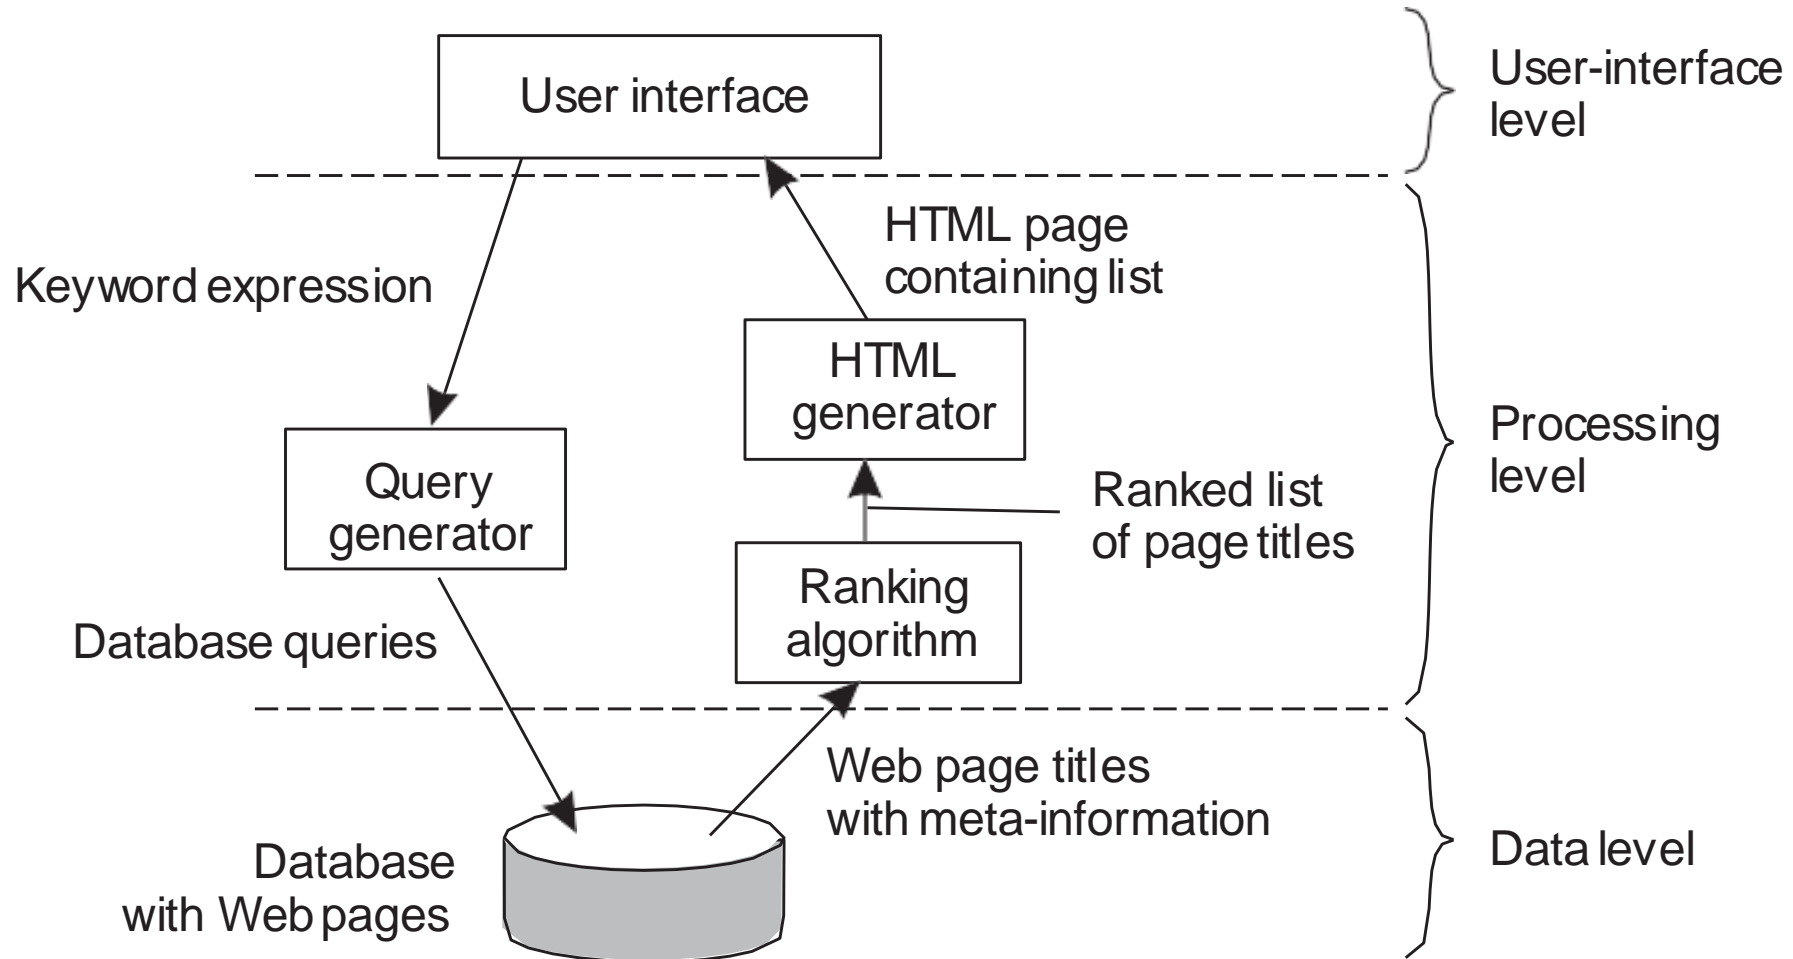 User interface
User-interface
level
HTML page
containing list
Keyword expression
HTML
generator
Processing
level
Query
generator
Ranked list
of page titles
Ranking
algorithm
Database queries
Web page titles
with meta-information
Database
with Web pages
Data level